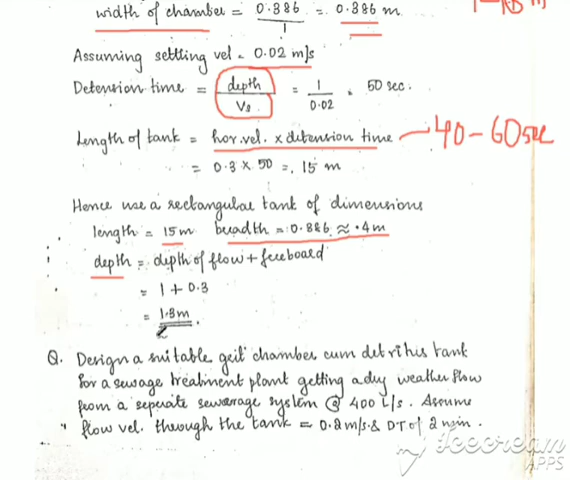 width of chamber = 0.386/1 = 0.386 m
Assuming settling vel = 0.02 m/s
Detension time = depth/Vs = 1/0.02 = 50 sec.
Length of tank = hor.vel. x detension time — 40-60 sec
= 0.3 x 50 = 15 m
Hence use a rectangular tank of dimensions
length = 15m breadth = 0.386 ≈ .4m
depth = depth of flow + freeboard
= 1 + 0.3
= 1.3m
Q. Design a suitable grit chamber cum detritus tank
for a sewage treatment plant getting a dry weather flow
from a seperate sewerage system @ 400 L/s. Assume
flow vel. through the tank = 0.2 m/s & DT of 2 min.
Icecream
APPS